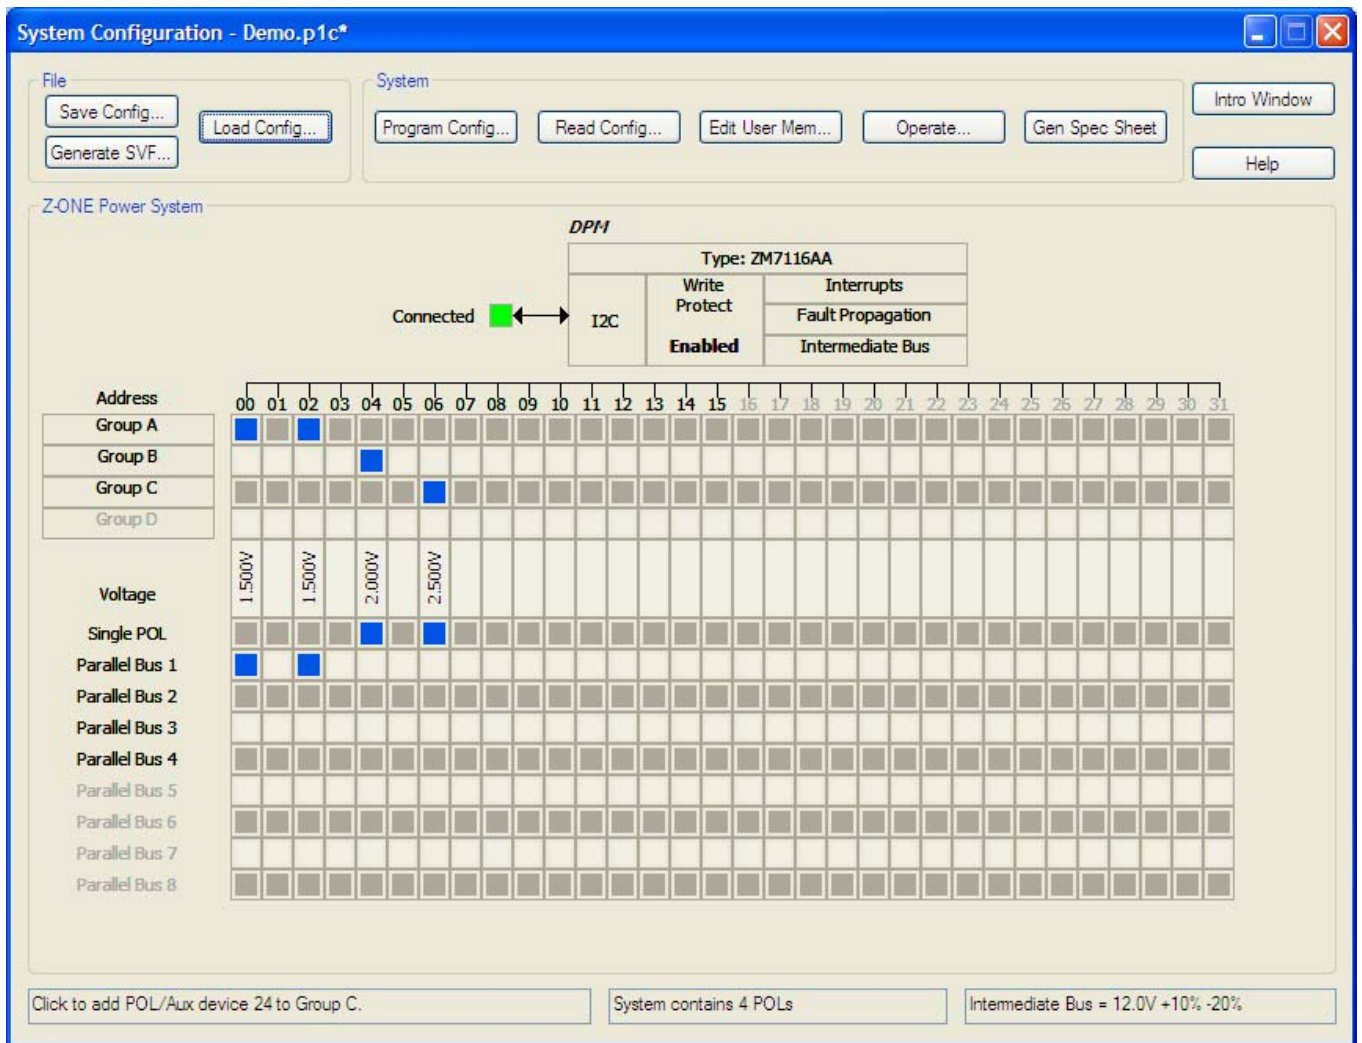 System Configuration - Demo.p1c*
File
System
Save Config...
Load Config...
Generate SVF...
Program Config...
Read Config...
Edit User Mem...
Operate...
Gen Spec Sheet
Intro Window
Help
Z-ONE Power System
DPM
Type: ZM7116AA
Connected
I2C
Write
Protect
Enabled
Interrupts
Fault Propagation
Intermediate Bus
Address 00 01 02 03 04 05 06 07 08 09 10 11 12 13 14 15 16 17 18 19 20 21 22 23 24 25 26 27 28 29 30 31
Group A
Group B
Group C
Group D
Voltage 1.500V 1.500V 2.000V 2.500V
Single POL
Parallel Bus 1
Parallel Bus 2
Parallel Bus 3
Parallel Bus 4
Parallel Bus 5
Parallel Bus 6
Parallel Bus 7
Parallel Bus 8
Click to add POL/Aux device 24 to Group C.
System contains 4 POLs
Intermediate Bus = 12.0V +10% -20%